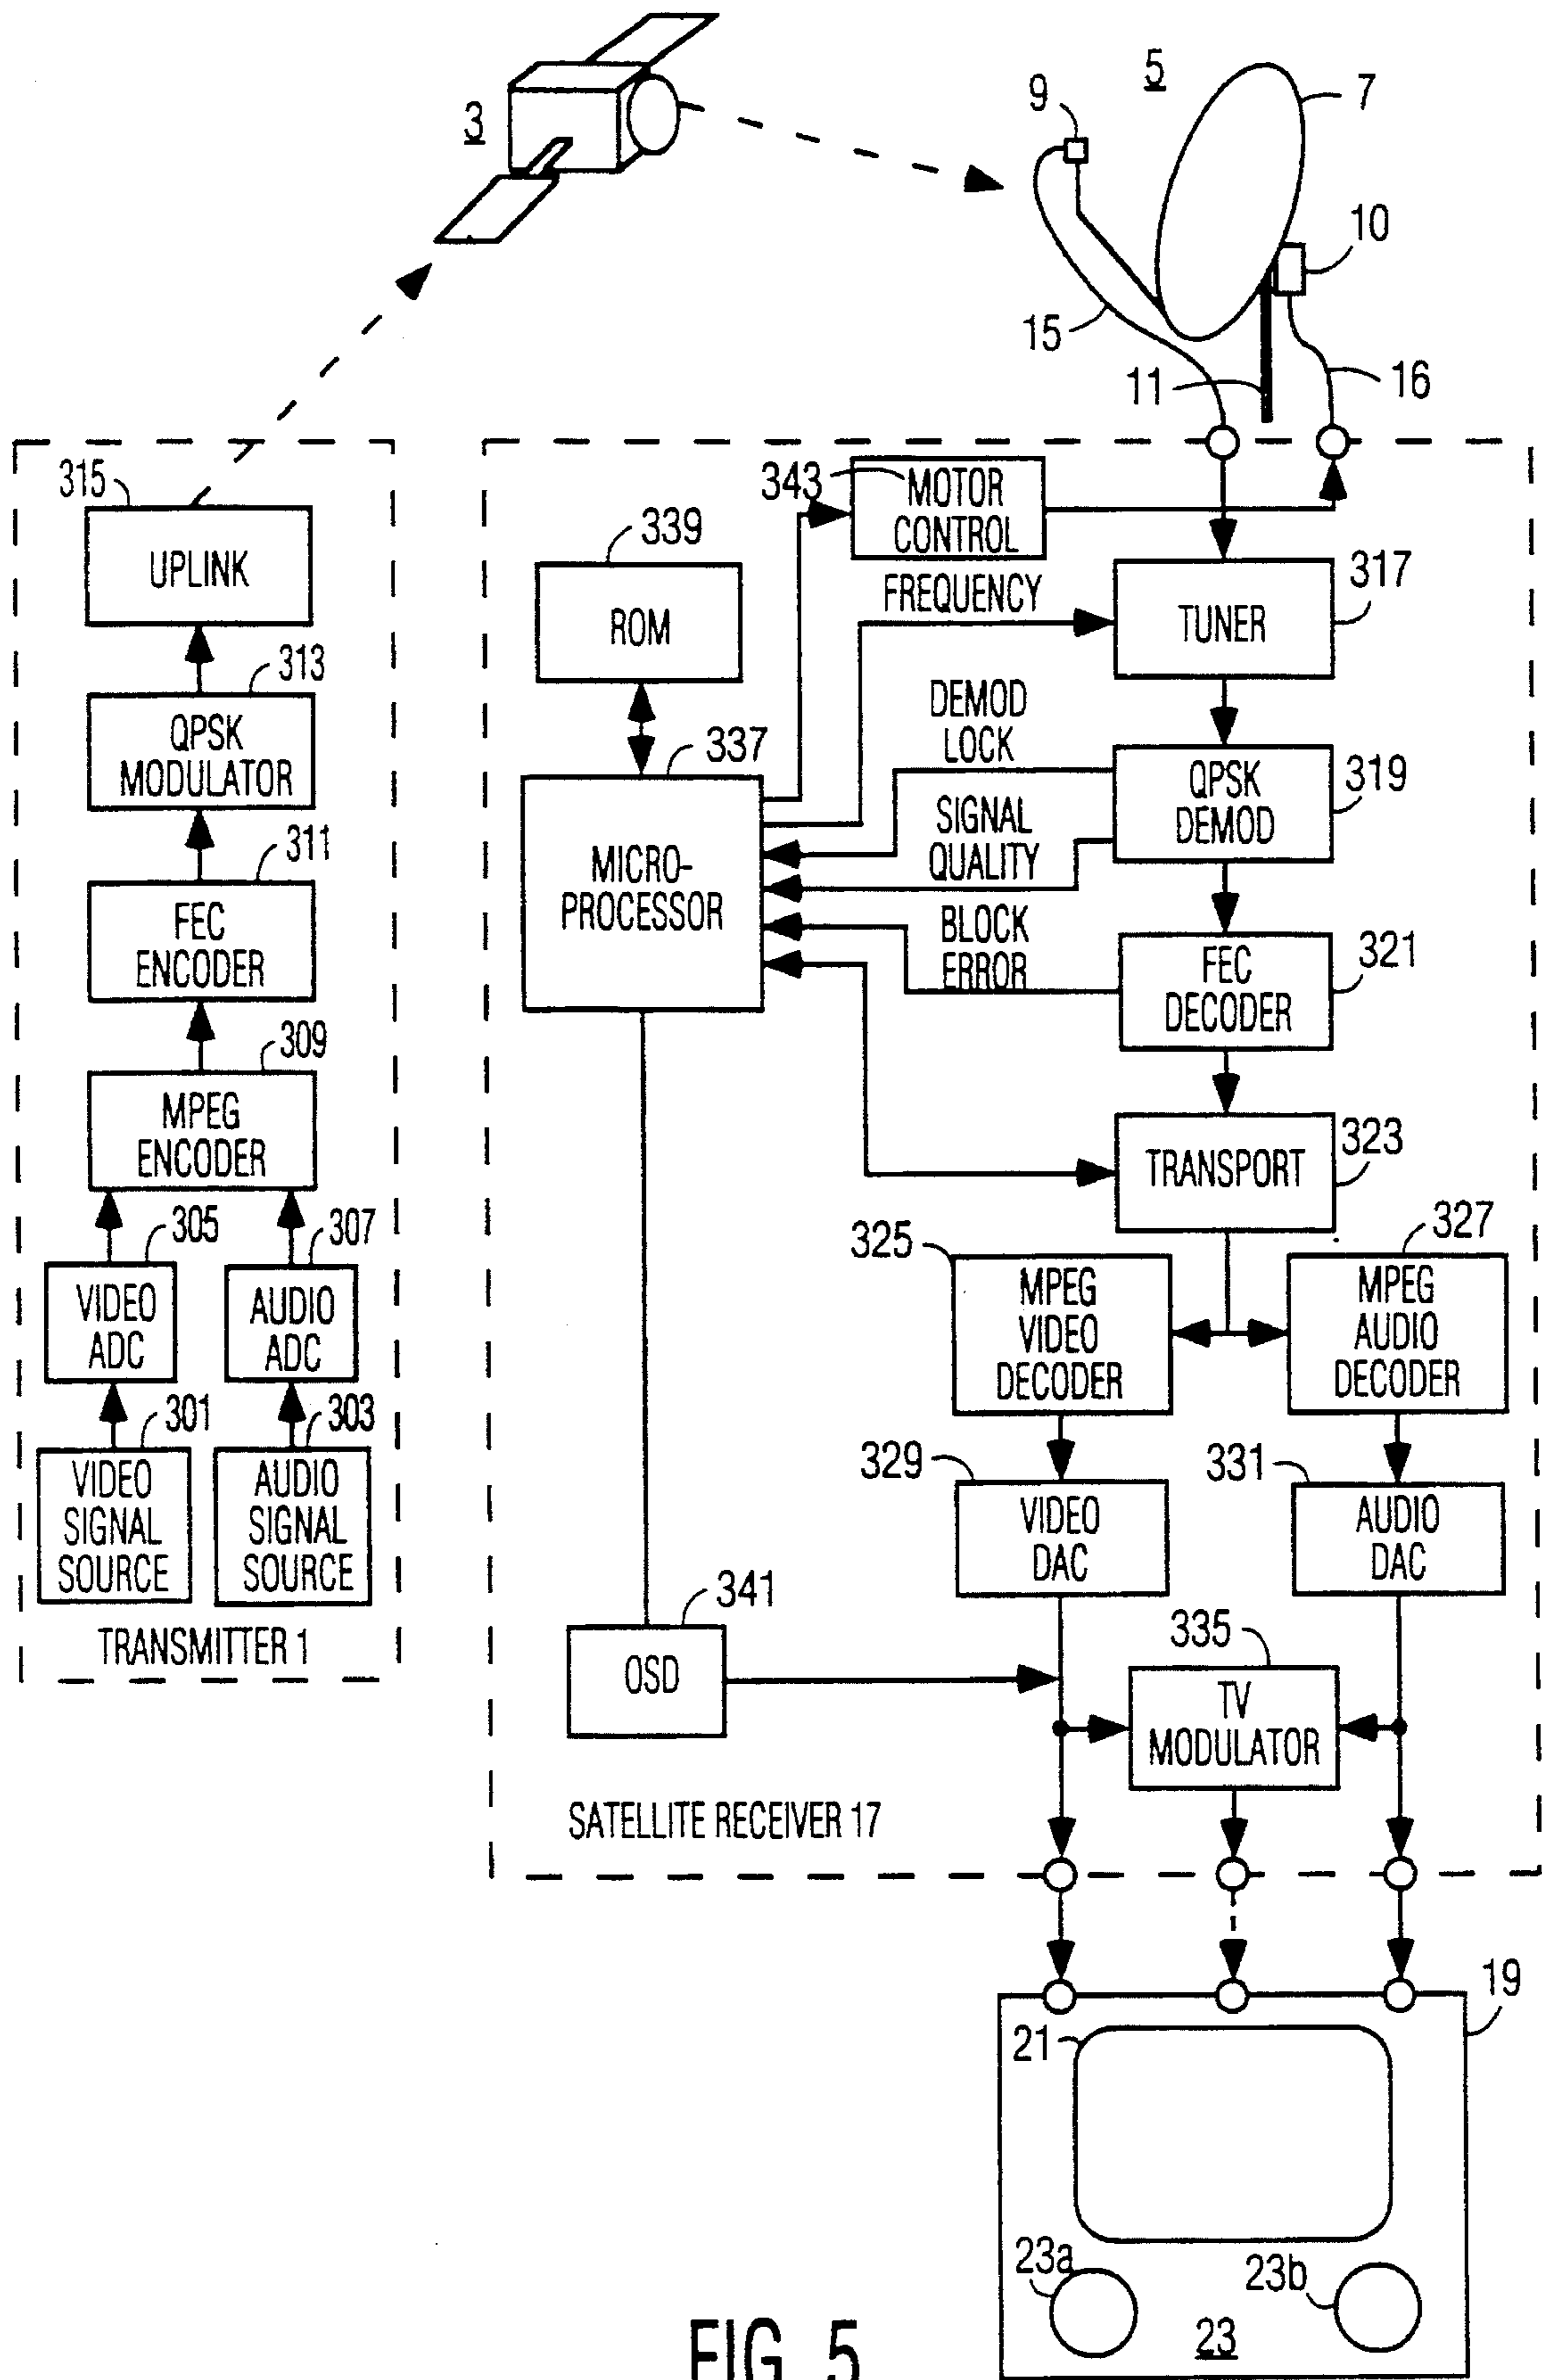 3
5
7
9
10
15
11
16
315
UPLINK
313
QPSK
MODULATOR
311
FEC
ENCODER
309
MPEG
ENCODER
305
VIDEO
ADC
307
AUDIO
ADC
301
VIDEO
SIGNAL
SOURCE
303
AUDIO
SIGNAL
SOURCE
TRANSMITTER 1
343
MOTOR
CONTROL
339
ROM
FREQUENCY
317
TUNER
DEMOD
LOCK
337
MICRO-
PROCESSOR
QPSK
DEMOD
319
SIGNAL
QUALITY
BLOCK
ERROR
FEC
DECODER
321
TRANSPORT
323
325
MPEG
VIDEO
DECODER
327
MPEG
AUDIO
DECODER
329
VIDEO
DAC
331
AUDIO
DAC
341
OSD
335
TV
MODULATOR
SATELLITE RECEIVER 17
19
21
23a
23b
23
FIG. 5